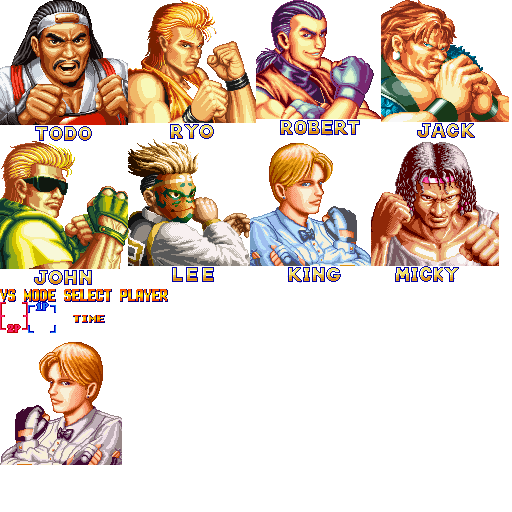 TODO RYO ROBERT JACK
JOHN LEE KING MICKY
VS MODE SELECT PLAYER
1P
TIME
2P